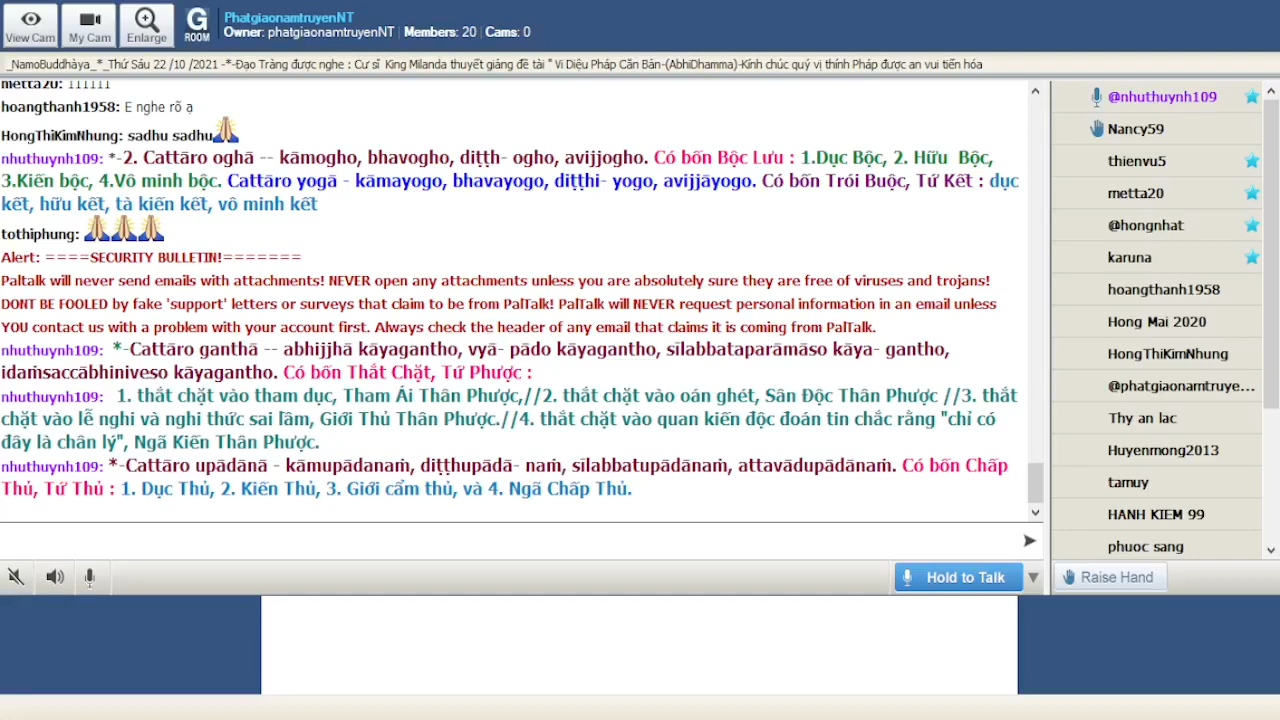 View Cam
My Cam
Enlarge
G
ROOM
PhatgiaonamtruyenNT
Owner: phatgiaonamtruyenNT | Members: 20 | Cams: 0
_NamoBuddhàya_*_Thứ Sáu 22 /10 /2021 -*-Đạo Tràng được nghe : Cư sĩ King Milanda thuyết giảng đề tài " Vi Diệu Pháp Căn Bản-(AbhiDhamma)-Kính chúc quý vị thính Pháp được an vui tiến hóa
metta20: 1111111
hoangthanh1958: E nghe rõ ạ
HongThiKimNhung: sadhu sadhu
nhuthuynh109: *-2. Cattāro oghā -- kāmogho, bhavogho, diṭṭh- ogho, avijjogho. Có bốn Bộc Lưu : 1.Dục Bộc, 2. Hữu Bộc,
3.Kiến bộc, 4.Vô minh bộc. Cattāro yogā - kāmayogo, bhavayogo, diṭṭhi- yogo, avijjāyogo. Có bốn Trói Buộc, Tứ Kết : dục
kết, hữu kết, tà kiến kết, vô minh kết
tothiphung:
Alert: ====SECURITY BULLETIN!=======
Paltalk will never send emails with attachments! NEVER open any attachments unless you are absolutely sure they are free of viruses and trojans!
DONT BE FOOLED by fake 'support' letters or surveys that claim to be from PalTalk! PalTalk will NEVER request personal information in an email unless
YOU contact us with a problem with your account first. Always check the header of any email that claims it is coming from PalTalk.
nhuthuynh109: *-Cattāro ganthā -- abhijjhā kāyagantho, vyā- pādo kāyagantho, sīlabbataparāmāso kāya- gantho,
idaṁsaccābhiniveso kāyagantho. Có bốn Thắt Chặt, Tứ Phược :
nhuthuynh109: 1. thắt chặt vào tham dục, Tham Ái Thân Phược,//2. thắt chặt vào oán ghét, Sân Độc Thân Phược //3. thắt
chặt vào lễ nghi và nghi thức sai lầm, Giới Thủ Thân Phược.//4. thắt chặt vào quan kiến độc đoán tin chắc rằng "chỉ có
đây là chân lý", Ngã Kiến Thân Phược.
nhuthuynh109: *-Cattāro upādānā - kāmupādanaṁ, diṭṭhupādā- naṁ, sīlabbatupādānaṁ, attavādupādānaṁ. Có bốn Chấp
Thủ, Tứ Thủ : 1. Dục Thủ, 2. Kiến Thủ, 3. Giới cẩm thủ, và 4. Ngã Chấp Thủ.
Hold to Talk
@nhuthuynh109
Nancy59
thienvu5
metta20
@hongnhat
karuna
hoangthanh1958
Hong Mai 2020
HongThiKimNhung
@phatgiaonamtruye...
Thy an lac
Huyenmong2013
tamuy
HANH KIEM 99
phuoc sang
Raise Hand